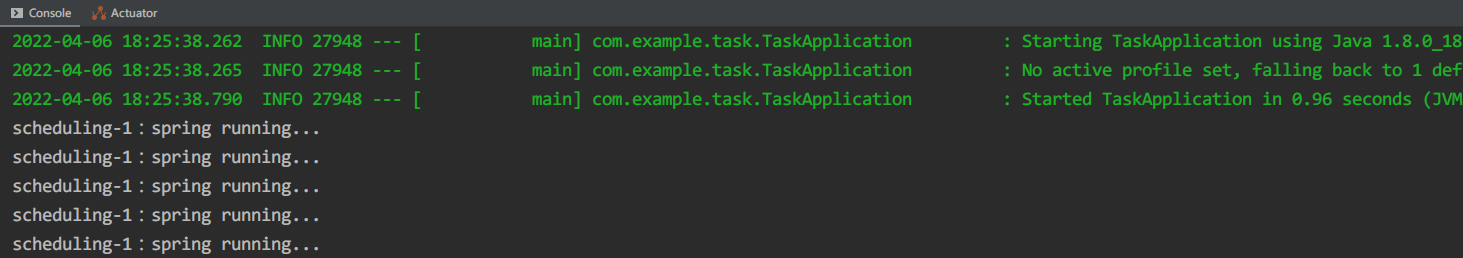 Console Actuator
2022-04-06 18:25:38.262  INFO 27948 --- [           main] com.example.task.TaskApplication         : Starting TaskApplication using Java 1.8.0_18
2022-04-06 18:25:38.265  INFO 27948 --- [           main] com.example.task.TaskApplication         : No active profile set, falling back to 1 def
2022-04-06 18:25:38.790  INFO 27948 --- [           main] com.example.task.TaskApplication         : Started TaskApplication in 0.96 seconds (JVM
scheduling-1：spring running...
scheduling-1：spring running...
scheduling-1：spring running...
scheduling-1：spring running...
scheduling-1：spring running...